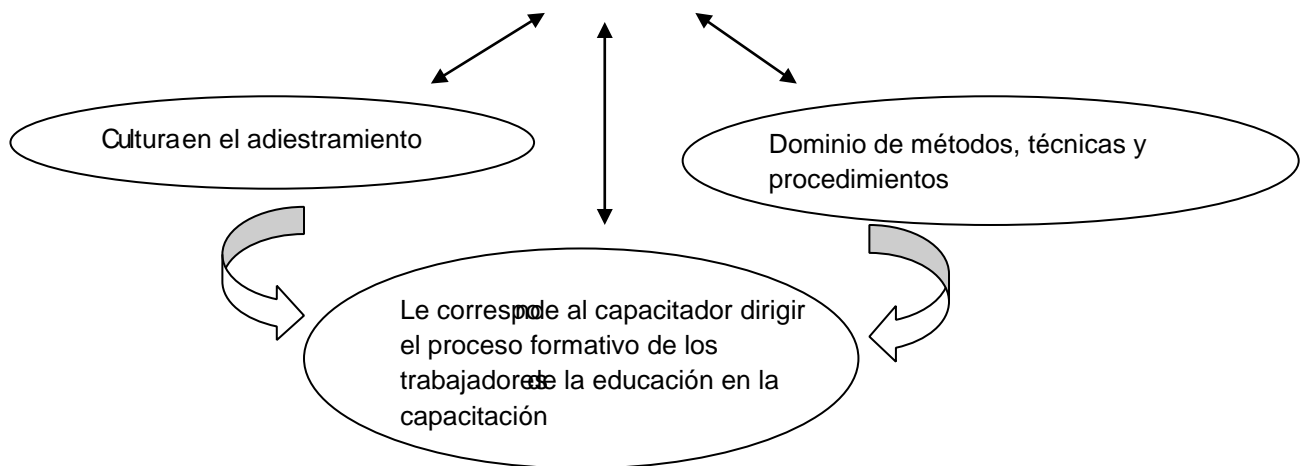 Cultura en el adiestramiento
Dominio de métodos, técnicas y
procedimientos
Le corresponde al capacitador dirigir
el proceso formativo de los
trabajadores de la educación en la
capacitación